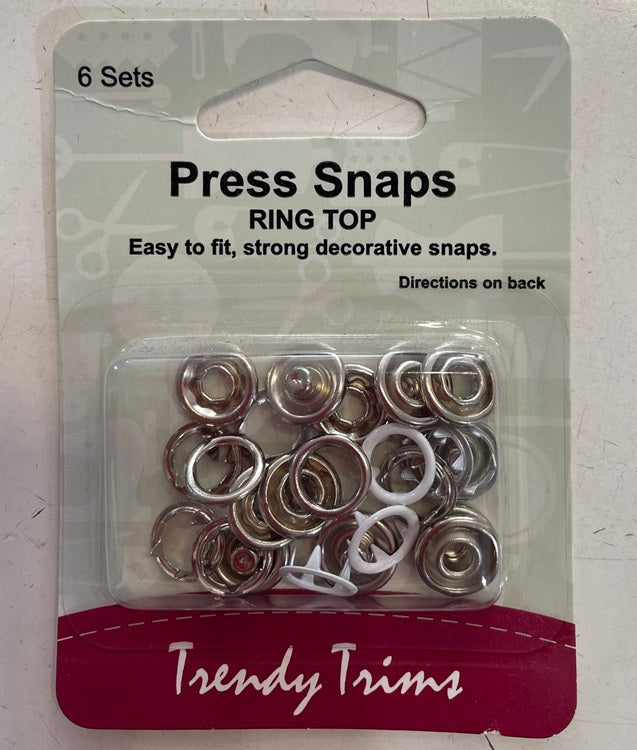 6 Sets
Press Snaps
RING TOP
Easy to fit, strong decorative snaps.
Directions on back
Trendy Trims